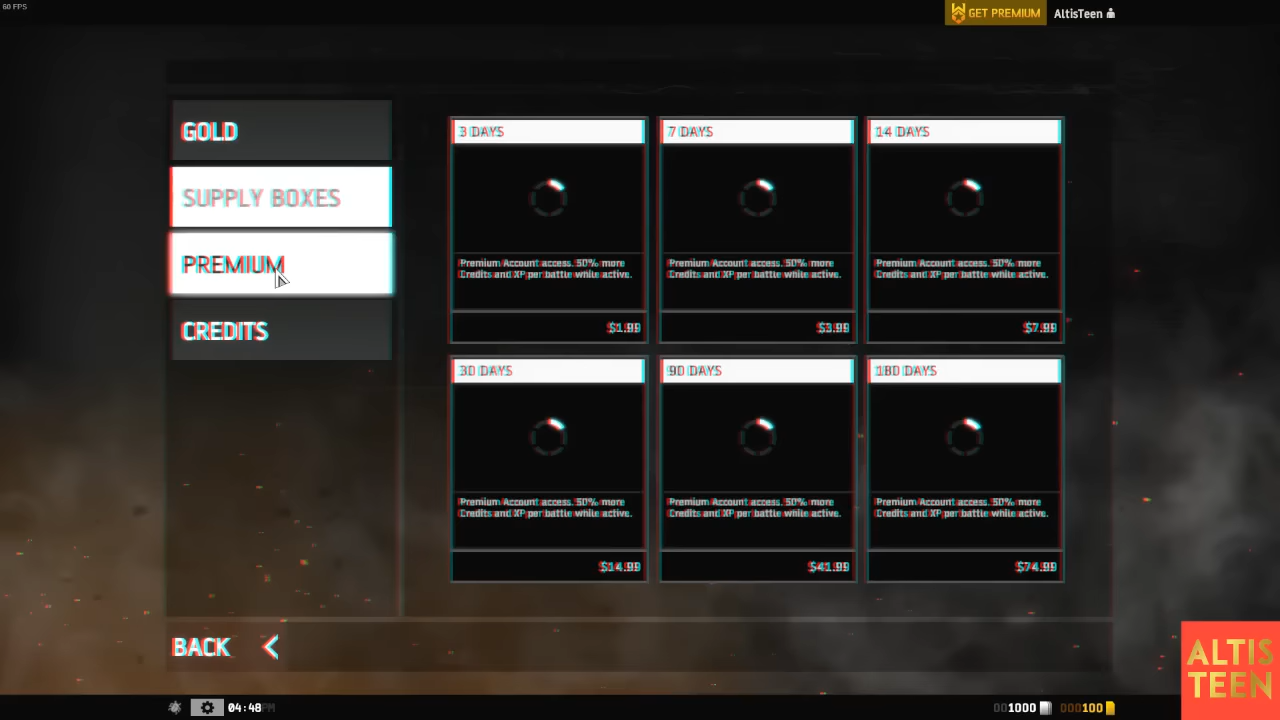 60 FPS
GET PREMIUM
AltisTeen
GOLD
SUPPLY BOXES
PREMIUM
CREDITS
3 DAYS
Premium Account access. 50% more
Credits and XP per battle while active.
$1.99
7 DAYS
Premium Account access. 50% more
Credits and XP per battle while active.
$3.99
14 DAYS
Premium Account access. 50% more
Credits and XP per battle while active.
$7.99
30 DAYS
Premium Account access. 50% more
Credits and XP per battle while active.
$14.99
90 DAYS
Premium Account access. 50% more
Credits and XP per battle while active.
$41.99
180 DAYS
Premium Account access. 50% more
Credits and XP per battle while active.
$74.99
BACK <
04:48PM
001000
000100
ALTIS
TEEN